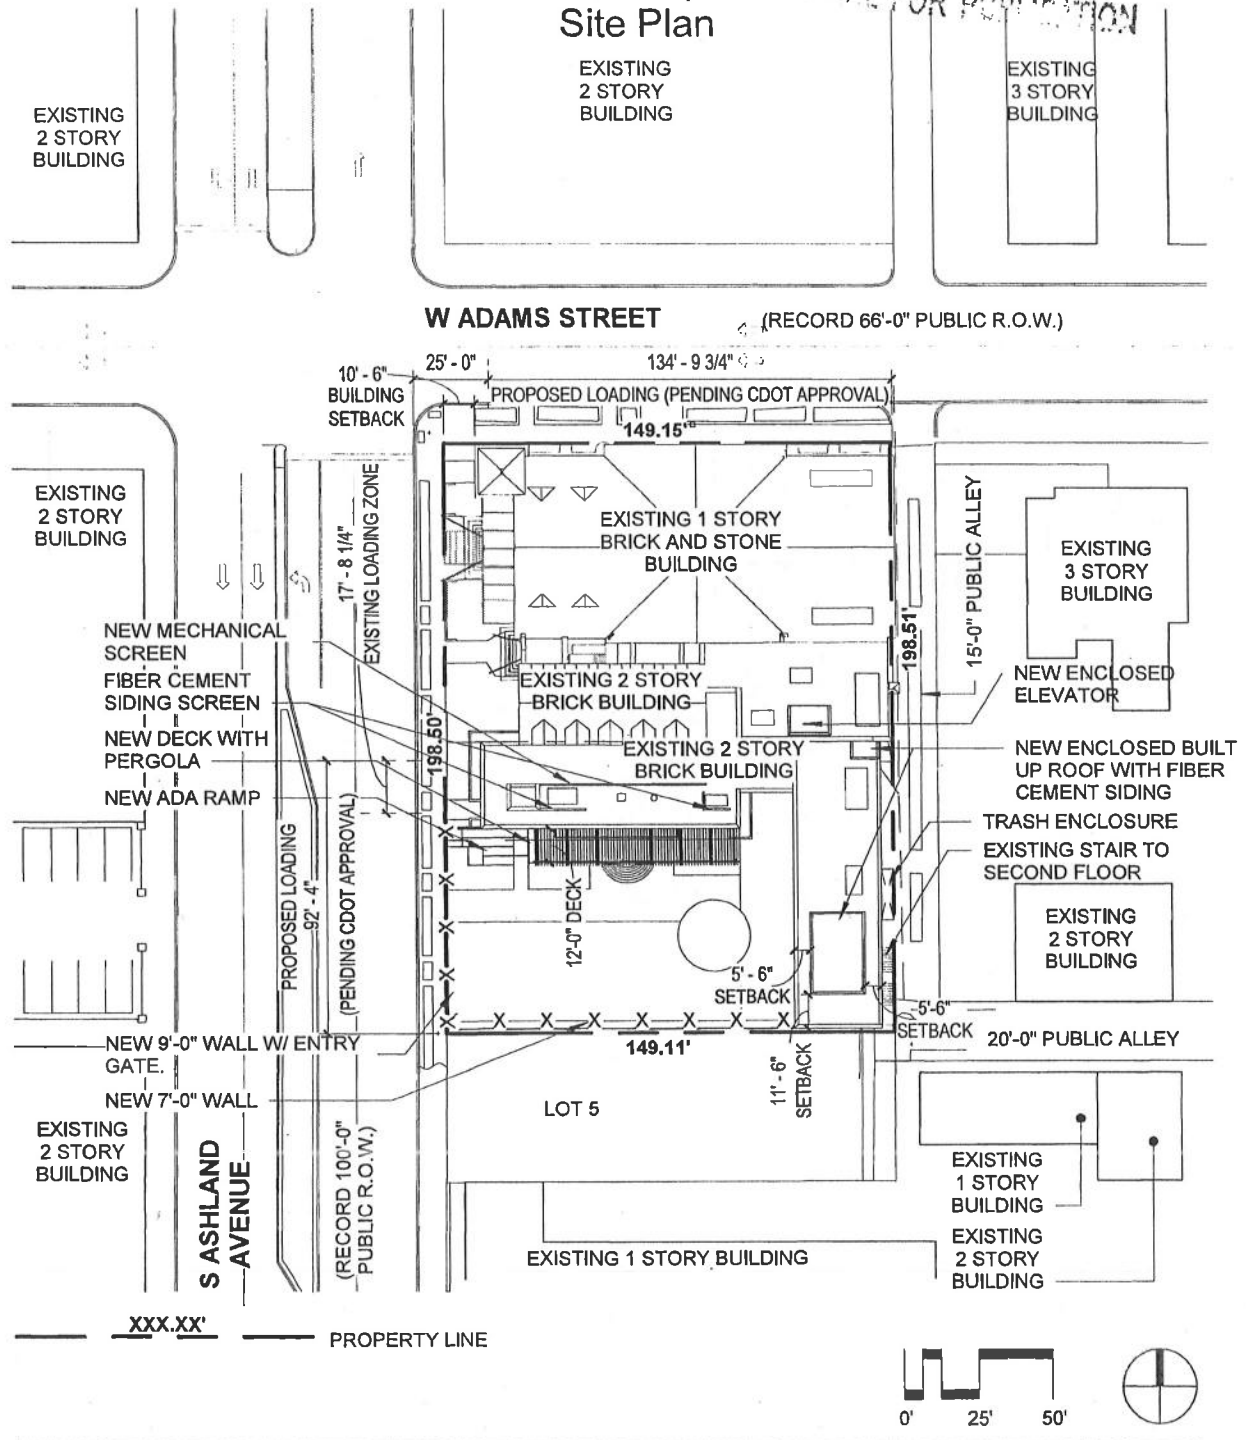 Site Plan
EXISTING
2 STORY
BUILDING
EXISTING
2 STORY
BUILDING
EXISTING
3 STORY
BUILDING
W ADAMS STREET
(RECORD 66'-0" PUBLIC R.O.W.)
25' - 0"
134' - 9 3/4"
10' - 6"
BUILDING
SETBACK
PROPOSED LOADING (PENDING CDOT APPROVAL)
149.15'
EXISTING
2 STORY
BUILDING
17' - 8 1/4"
EXISTING LOADING ZONE
EXISTING 1 STORY
BRICK AND STONE
BUILDING
198.51'
15'-0" PUBLIC ALLEY
EXISTING
3 STORY
BUILDING
NEW MECHANICAL
SCREEN
FIBER CEMENT
SIDING SCREEN
NEW DECK WITH
PERGOLA
NEW ADA RAMP
198.50'
EXISTING 2 STORY
BRICK BUILDING
EXISTING 2 STORY
BRICK BUILDING
NEW ENCLOSED
ELEVATOR
NEW ENCLOSED BUILT
UP ROOF WITH FIBER
CEMENT SIDING
TRASH ENCLOSURE
EXISTING STAIR TO
SECOND FLOOR
PROPOSED LOADING
92' - 4"
(PENDING CDOT APPROVAL)
12'-0" DECK
EXISTING
2 STORY
BUILDING
5' - 6"
SETBACK
5'-6"
SETBACK
20'-0" PUBLIC ALLEY
NEW 9'-0" WALL W/ ENTRY
GATE.
149.11'
11' - 6"
SETBACK
NEW 7'-0" WALL
LOT 5
EXISTING
2 STORY
BUILDING
S ASHLAND
AVENUE
(RECORD 100'-0"
PUBLIC R.O.W.)
EXISTING
1 STORY
BUILDING
EXISTING
2 STORY
BUILDING
EXISTING 1 STORY BUILDING
XXX.XX'
PROPERTY LINE
0' 25' 50'